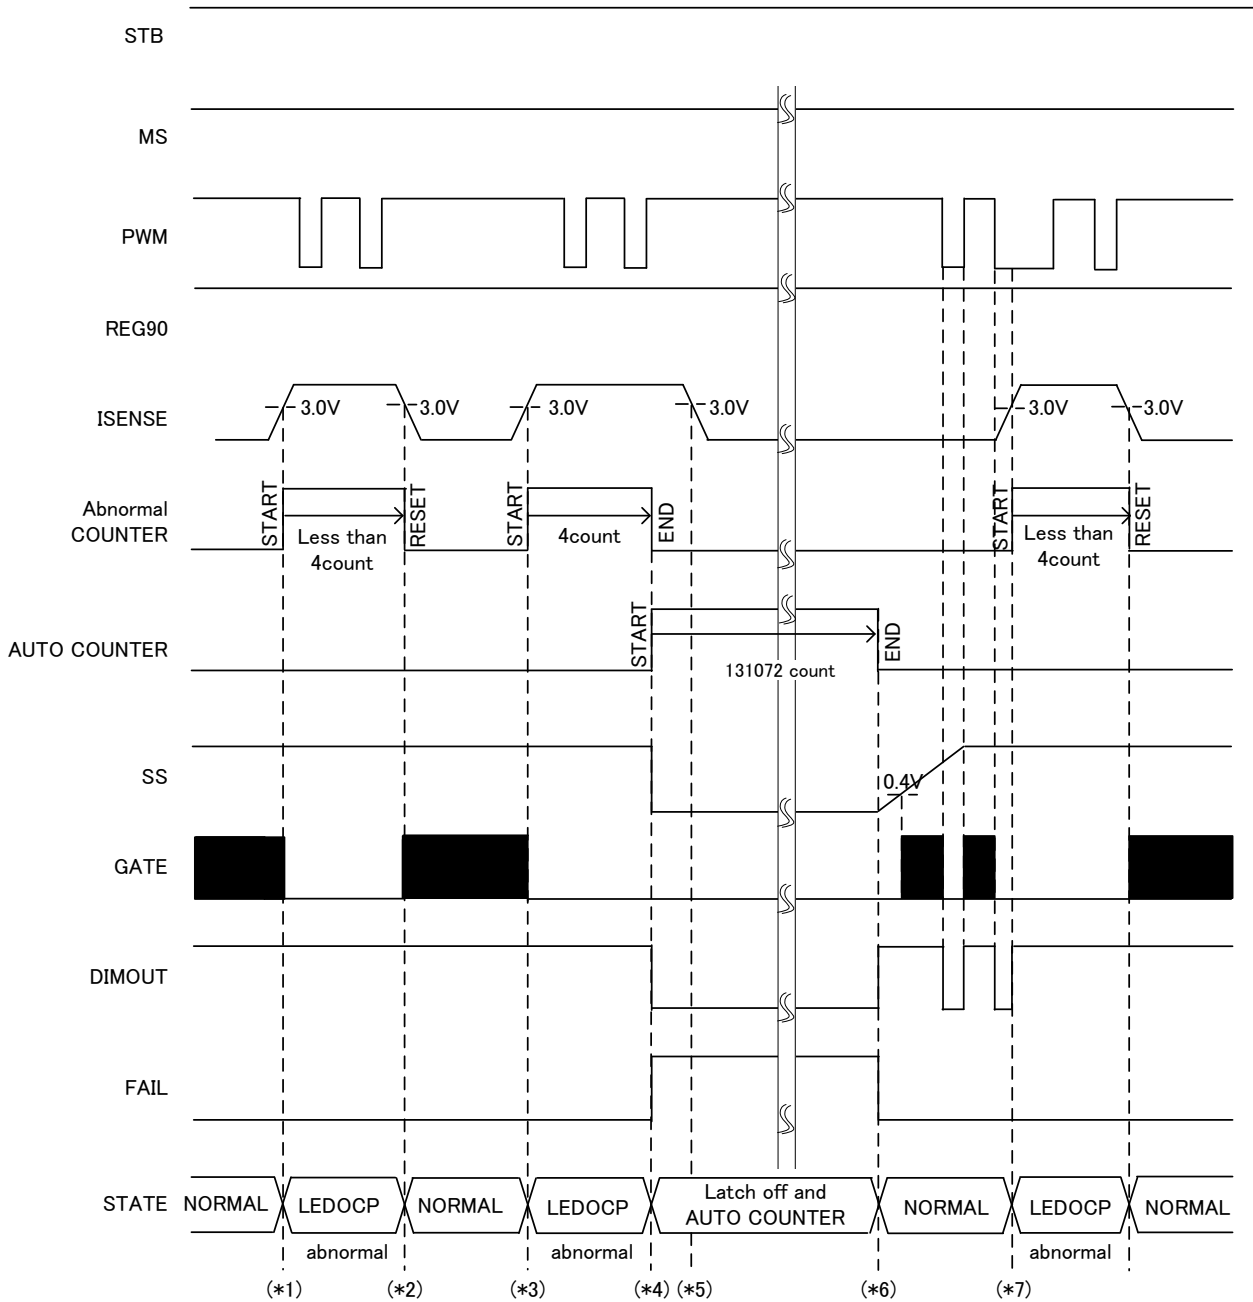 STB
MS
PWM
REG90
ISENSE
3.0V 3.0V 3.0V 3.0V 3.0V 3.0V
Abnormal
COUNTER
START
Less than
4count
RESET
START
4count
END
START
Less than
4count
RESET
AUTO COUNTER
START
131072 count
END
SS
0.4V
GATE
DIMOUT
FAIL
STATE NORMAL LEDOCP NORMAL LEDOCP Latch off and
AUTO COUNTER NORMAL LEDOCP NORMAL
abnormal abnormal abnormal
(*1) (*2) (*3) (*4) (*5) (*6) (*7)